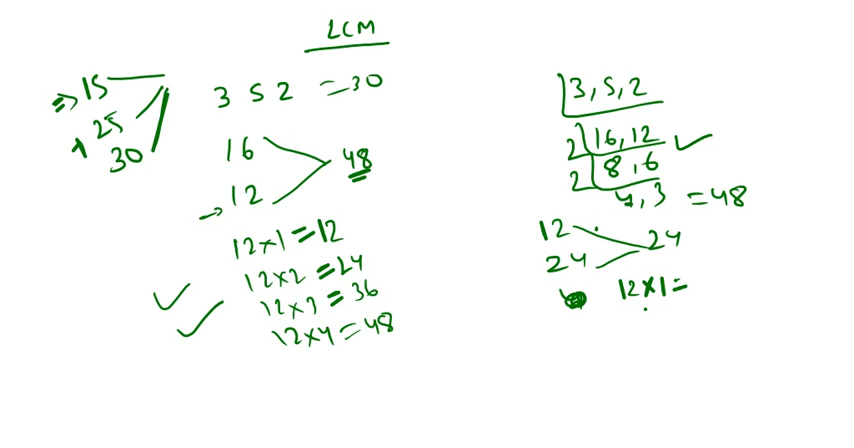 LCM
15
25
30
3 5 2 = 30
16
12
48
12×1 = 12
12×2 = 24
12×3 = 36
12×4 = 48
3, 5, 2
2 16, 12
2 8, 6
4, 3 = 48
12
24
24
12×1 =